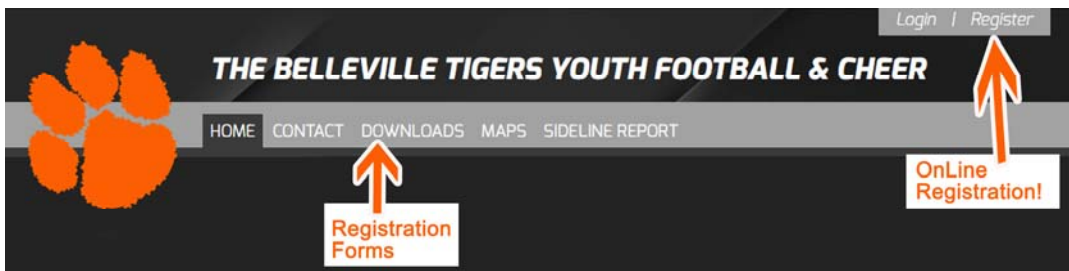 Login | Register
THE BELLEVILLE TIGERS YOUTH FOOTBALL & CHEER
HOME CONTACT DOWNLOADS MAPS SIDELINE REPORT
OnLine
Registration!
Registration
Forms